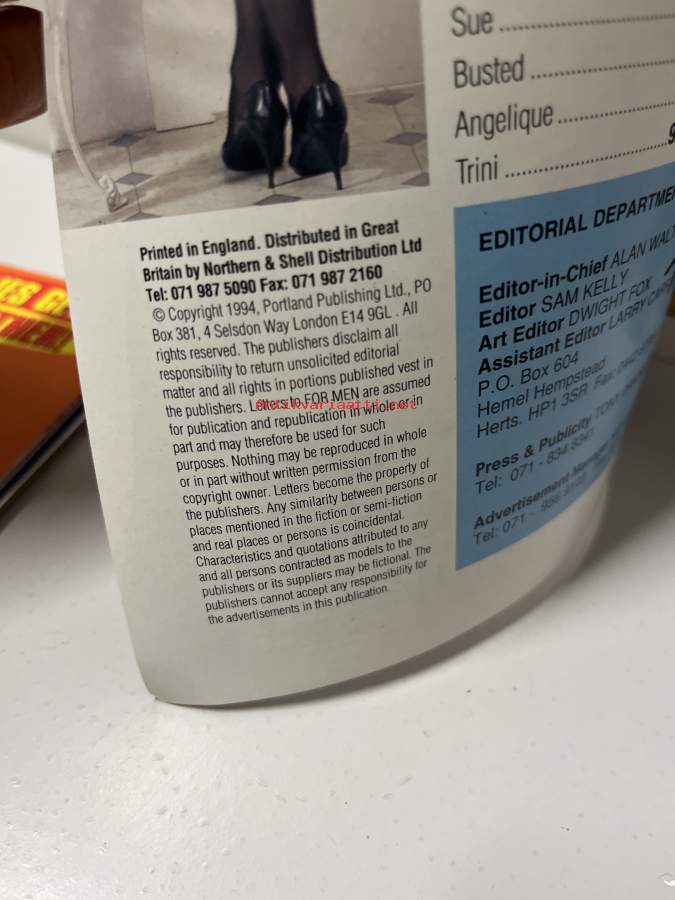 Sue
Busted
Angelique
Trini
Printed in England. Distributed in Great
Britain by Northern & Shell Distribution Ltd
Tel: 071 987 5090 Fax: 071 987 2160
© Copyright 1994, Portland Publishing Ltd., PO
Box 381, 4 Selsdon Way London E14 9GL . All
rights reserved. The publishers disclaim all
responsibility to return unsolicited editorial
matter and all rights in portions published vest in
the publishers. Letters to FOR MEN are assumed
for publication and republication in whole or in
part and may therefore be used for such
purposes. Nothing may be reproduced in whole
or in part without written permission from the
copyright owner. Letters become the property of
the publishers. Any similarity between persons or
places mentioned in the fiction or semi-fiction
and real places or persons is coincidental.
Characteristics and quotations attributed to any
and all persons contracted as models to the
publishers or its suppliers may be fictional. The
publishers cannot accept any responsibility for
the advertisements in this publication.
EDITORIAL
Editor-in-Chief ALAN
Editor SAM KELLY
Art Editor DWIGHT FOX
Assistant Editor LARRY
P.O. Box 604
Hemel Hempstead
Herts. HP1 3SR Fax:
Press & Publicity TONY
Tel: 071 - 834
Advertisement
Tel: 071 -